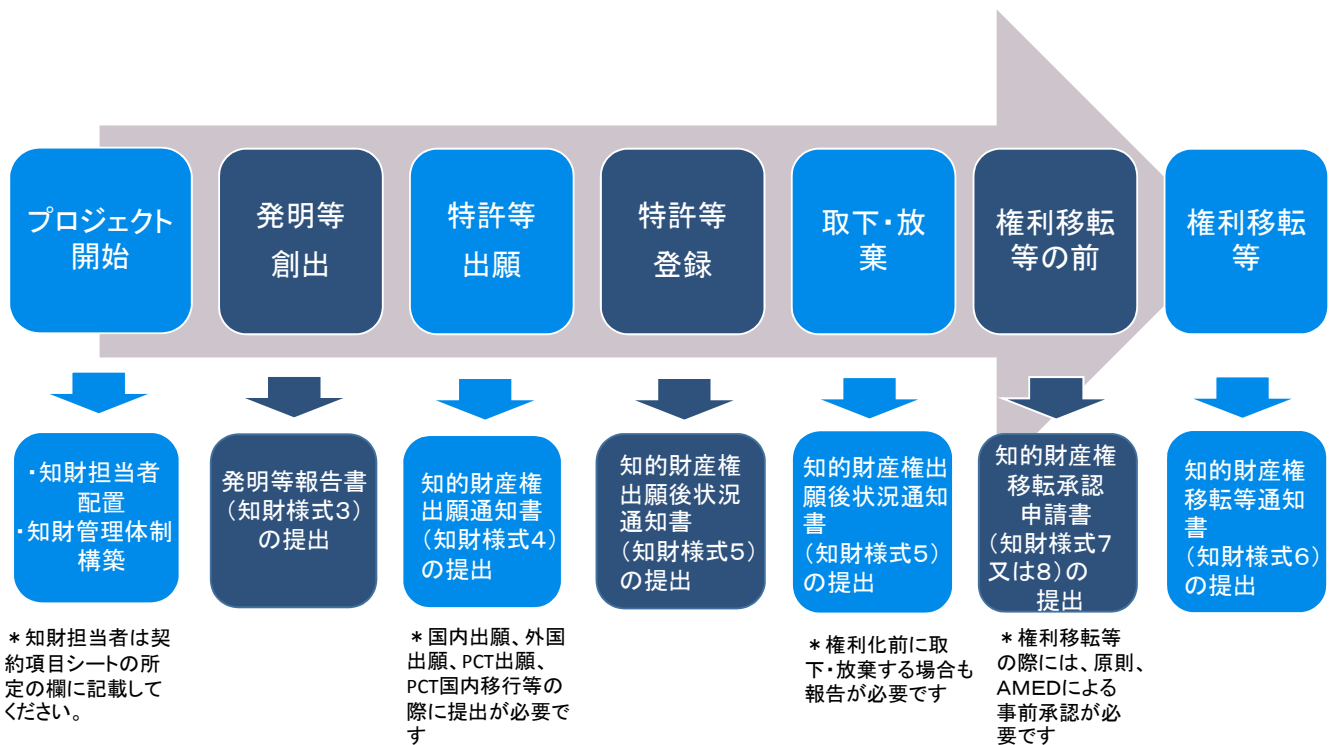 プロジェクト
開始
発明等
創出
特許等
出願
特許等
登録
取下・放
棄
権利移転
等の前
権利移転
等
・知財担当者
配置
・知財管理体制
構築
発明等報告書
（知財様式３）
の提出
知的財産権
出願通知書
（知財様式４）
の提出
知的財産権
出願後状況
通知書
（知財様式５）
の提出
知的財産権出
願後状況通知
書
（知財様式５）
の提出
知的財産権
移転承認
申請書
（知財様式７
又は８）の
提出
知的財産権
移転等通知
書
（知財様式６）
の提出
＊知財担当者は契
約項目シートの所
定の欄に記載して
ください。
＊国内出願、外国
出願、PCT出願、
PCT国内移行等の
際に提出が必要で
す
＊権利化前に取
下・放棄する場合も
報告が必要です
＊権利移転等
の際には、原則、
ＡＭＥＤによる
事前承認が必
要です